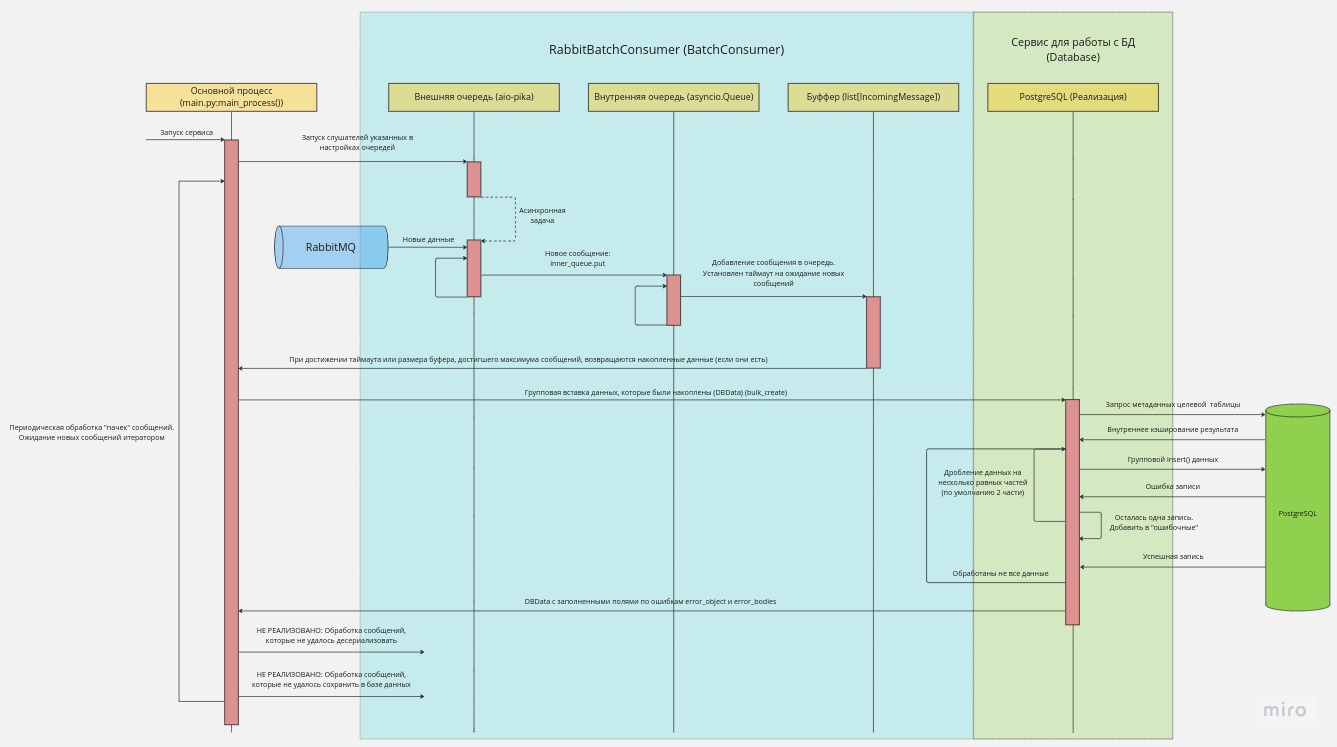 RabbitBatchConsumer (BatchConsumer)
Сервис для работы с БД
(Database)
Основной процесс
(main.py:main_process())
Внешняя очередь (aio-pika)
Внутренняя очередь (asyncio.Queue)
Буффер (list[IncomingMessage])
PostgreSQL (Реализация)
Запуск сервиса
Запуск слушателей указанных в
настройках очередей
Асинхронная
задача
RabbitMQ
Новые данные
Новое сообщение:
inner_queue.put
Добавление сообщения в очередь.
Установлен таймаут на ожидание новых
сообщений
При достижении таймаута или размера буфера, достигшего максимума сообщений, возвращаются накопленные данные (если они есть)
Групповая вставка данных, которые были накоплены (DBData) (bulk_create)
Запрос метаданных целевой таблицы
Периодическая обработка "пачек" сообщений.
Ожидание новых сообщений итератором
Внутреннее кэширование результата
Групповой insert() данных
Дробление данных на
несколько равных частей
(по умолчанию 2 части)
Ошибка записи
Осталась одна запись.
Добавить в "ошибочные"
PostgreSQL
Успешная запись
Обработаны не все данные
DBData с заполненными полями по ошибкам error_object и error_bodies
НЕ РЕАЛИЗОВАНО: Обработка сообщений,
которые не удалось десериализовать
НЕ РЕАЛИЗОВАНО: Обработка сообщений,
которые не удалось сохранить в базе данных
miro